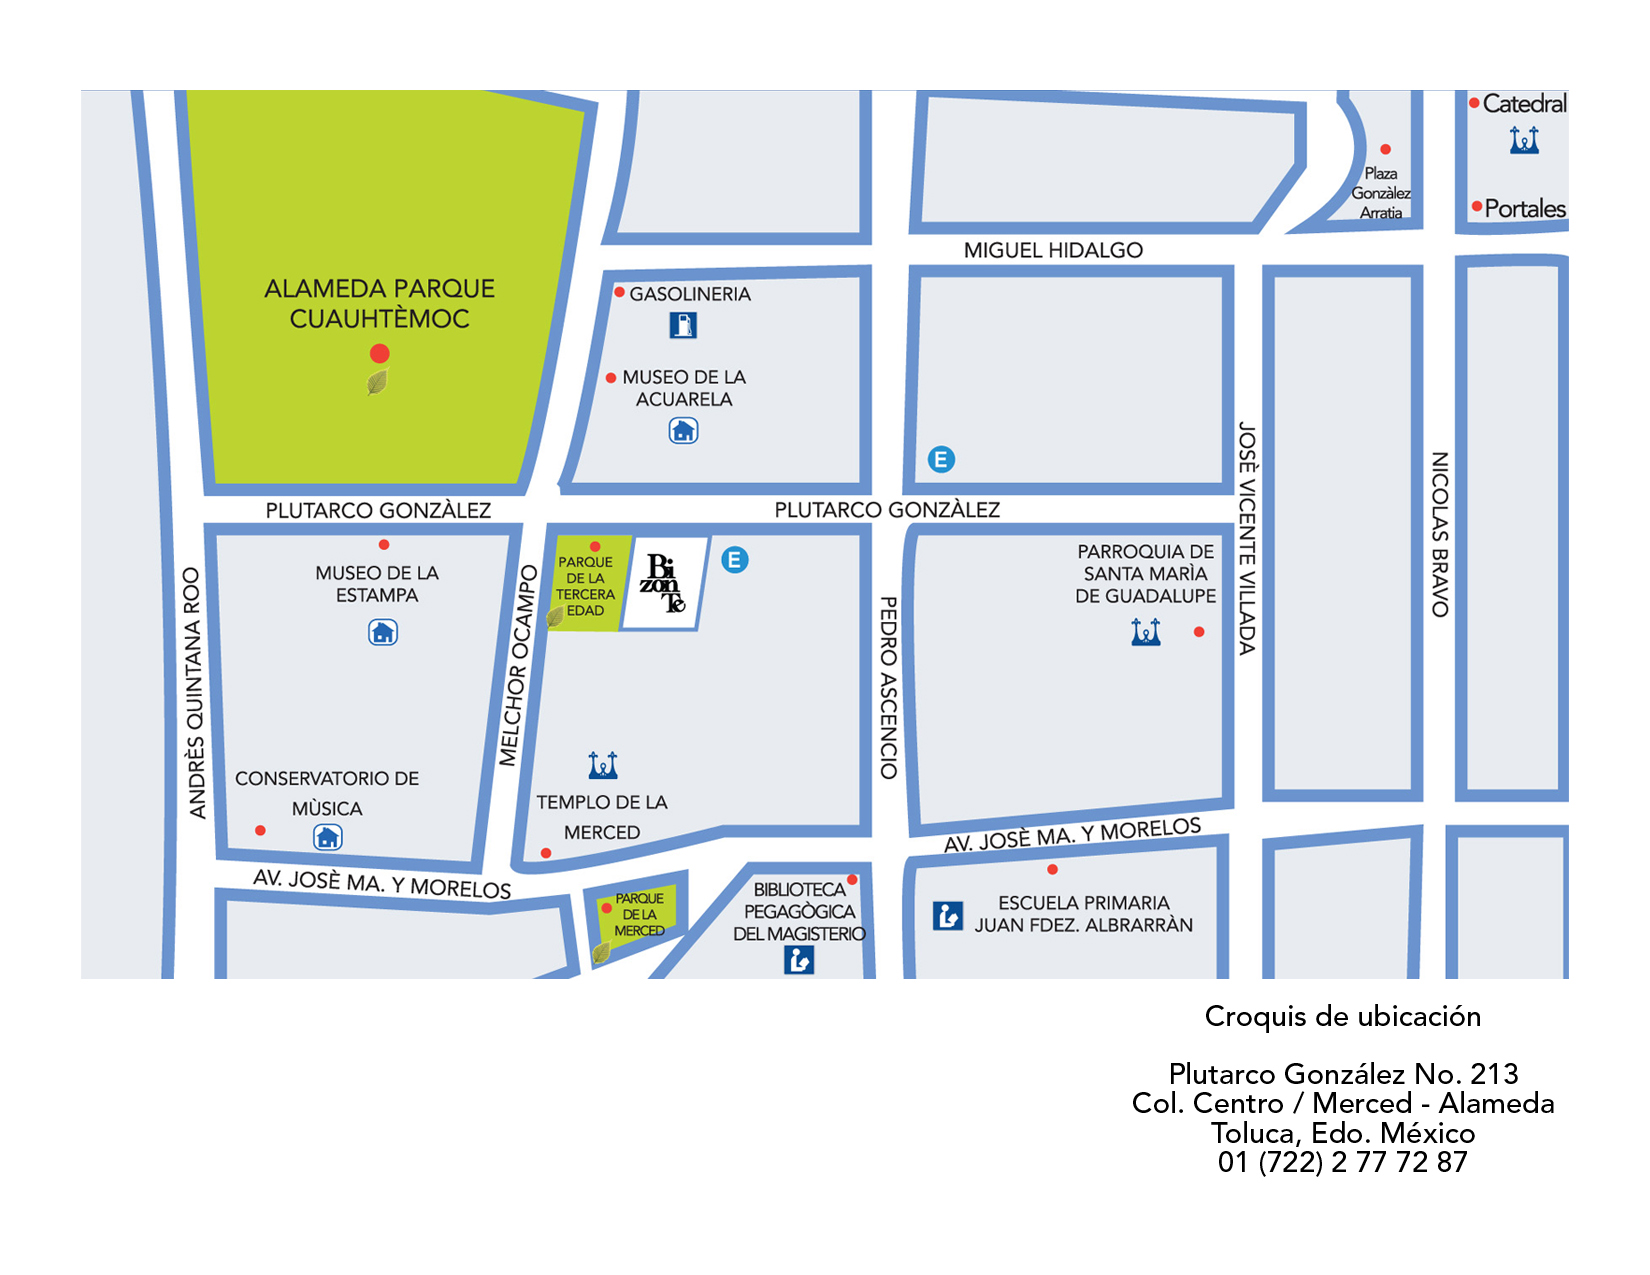 Catedral
Plaza
Gonzàlez
Arratia
Portales
MIGUEL HIDALGO
ALAMEDA PARQUE
CUAUHTÈMOC
GASOLINERIA
MUSEO DE LA
ACUARELA
E
JOSÈ VICENTE VILLADA
NICOLAS BRAVO
PLUTARCO GONZÀLEZ
PLUTARCO GONZÀLEZ
MUSEO DE LA
ESTAMPA
PARQUE
DE LA
TERCERA
EDAD
Bi
zon
Te
E
PARROQUIA DE
SANTA MARÌA
DE GUADALUPE
ANDRÈS QUINTANA ROO
MELCHOR OCAMPO
PEDRO ASCENCIO
CONSERVATORIO DE
MÙSICA
TEMPLO DE LA
MERCED
AV. JOSÈ MA. Y MORELOS
AV. JOSÈ MA. Y MORELOS
PARQUE
DE LA
MERCED
BIBLIOTECA
PEGAGÒGICA
DEL MAGISTERIO
ESCUELA PRIMARIA
JUAN FDEZ. ALBRARRÀN
Croquis de ubicación
Plutarco González No. 213
Col. Centro / Merced - Alameda
Toluca, Edo. México
01 (722) 2 77 72 87